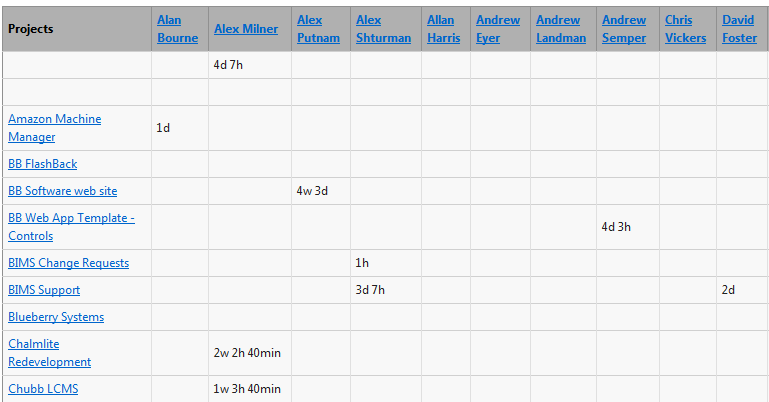 Projects Alan Bourne Alex Milner Alex Putnam Alex Shturman Allan Harris Andrew Eyer Andrew Landman Andrew Semper Chris Vickers David Foster
4d 7h
Amazon Machine Manager 1d
BB FlashBack
BB Software web site 4w 3d
BB Web App Template - Controls 4d 3h
BIMS Change Requests 1h
BIMS Support 3d 7h 2d
Blueberry Systems
Chalmlite Redevelopment 2w 2h 40min
Chubb LCMS 1w 3h 40min